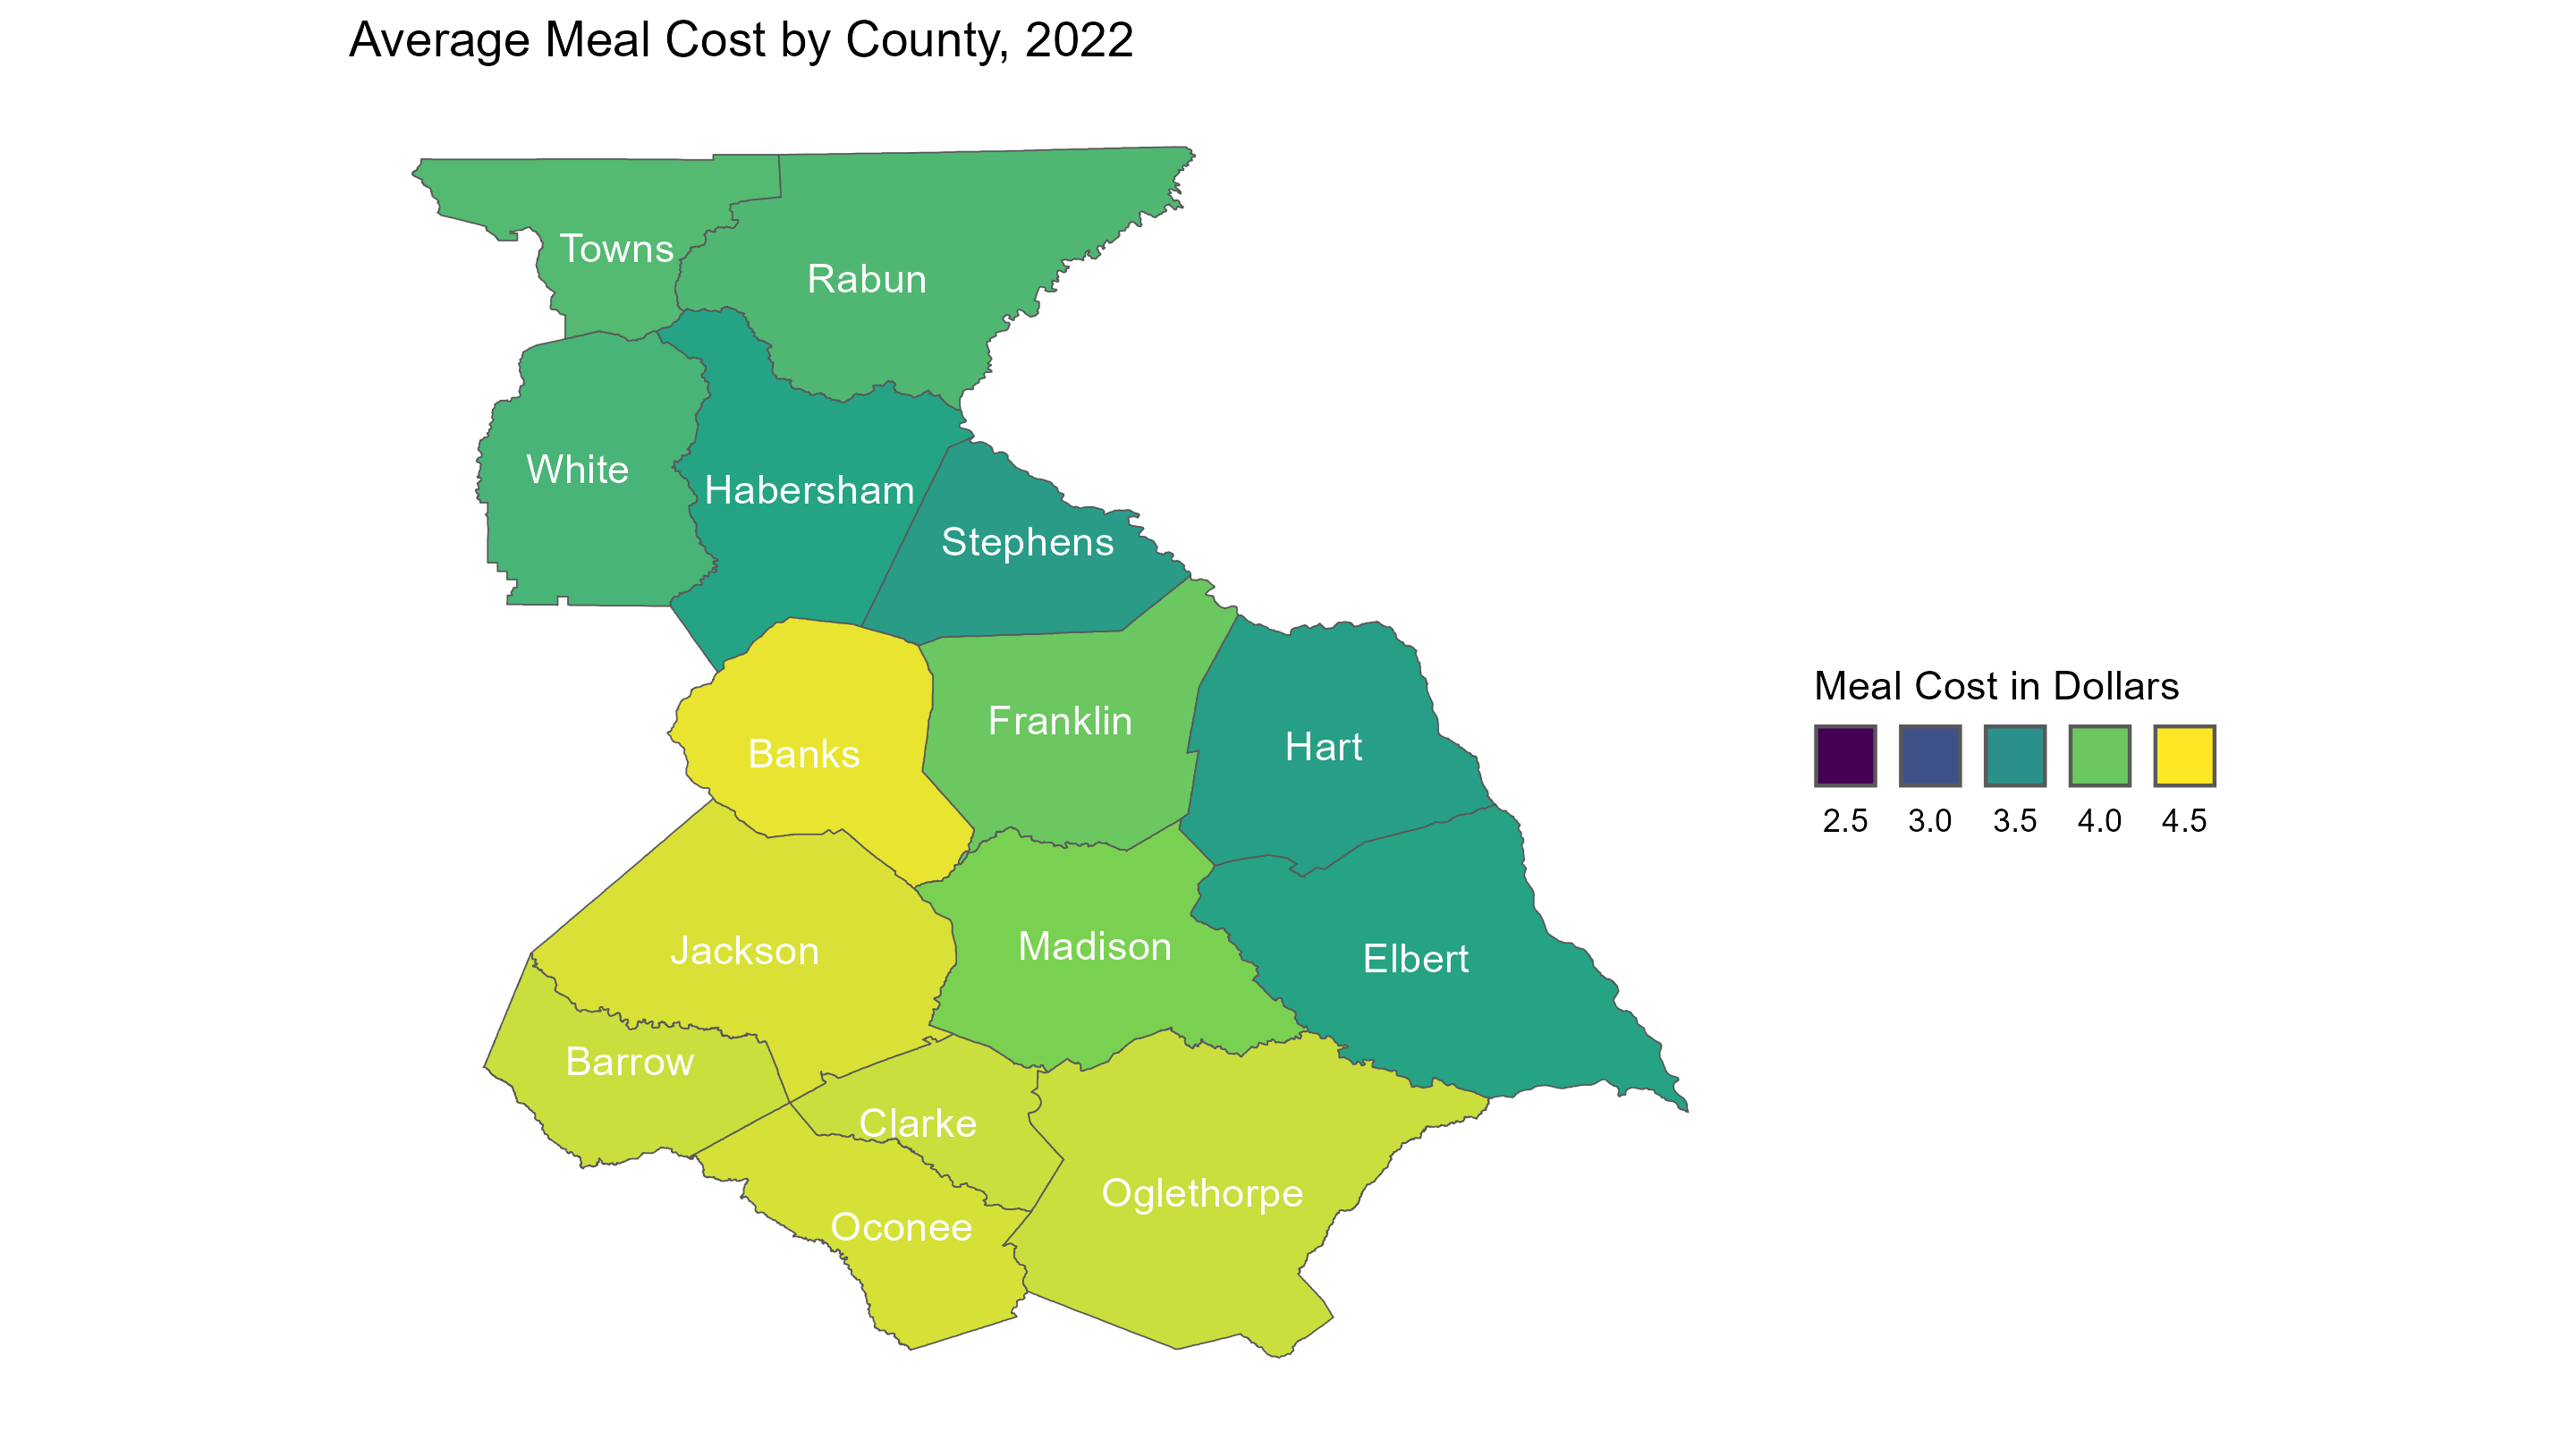 Average Meal Cost by County, 2022
Towns
Rabun
White
Habersham
Stephens
Franklin
Hart
Banks
Jackson
Madison
Elbert
Barrow
Clarke
Oglethorpe
Oconee
Meal Cost in Dollars
2.5 3.0 3.5 4.0 4.5